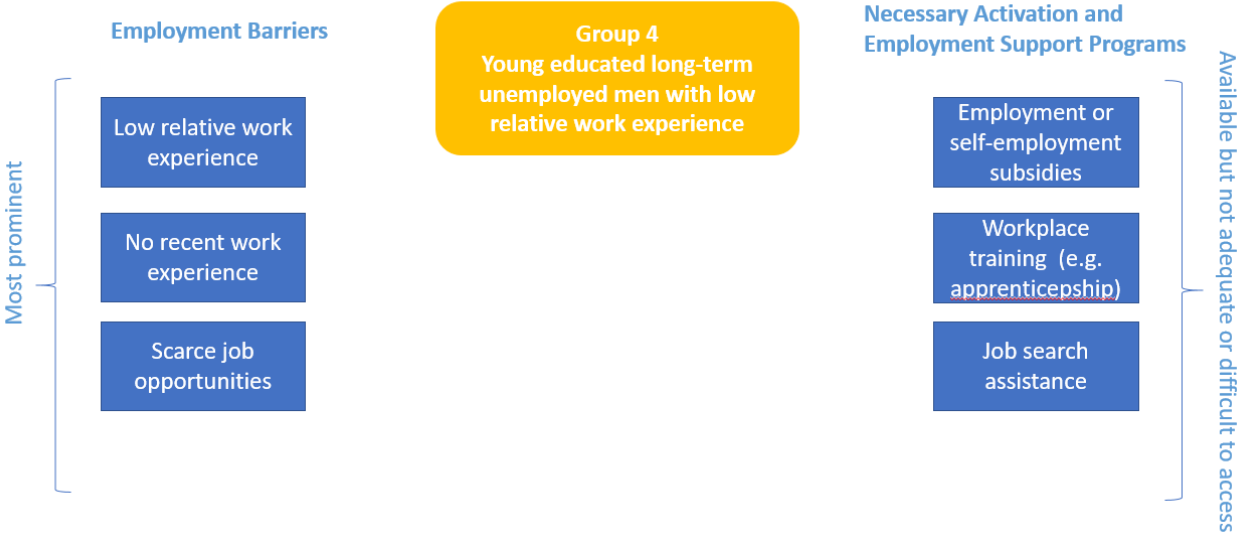 Employment Barriers
Most prominent
Low relative work
experience
No recent work
experience
Scarce job
opportunities
Group 4
Young educated long-term
unemployed men with low
relative work experience
Necessary Activation and
Employment Support Programs
Employment or
self-employment
subsidies
Workplace
training (e.g.
apprenticepship)
Job search
assistance
Available but not adequate or difficult to access